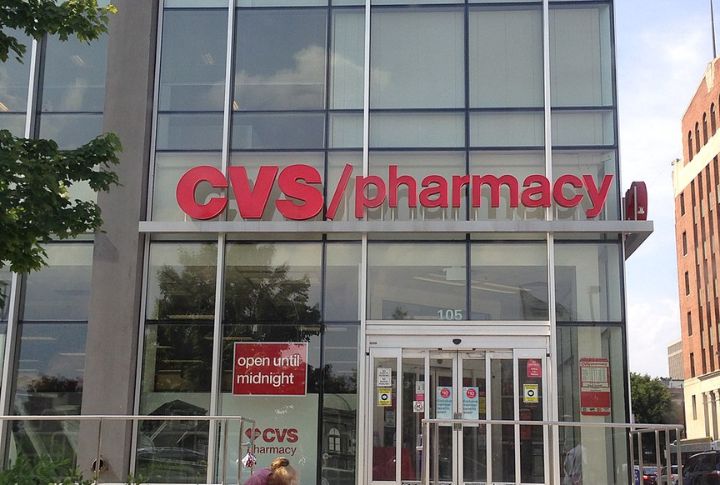 CVS/pharmacy
105
open until
midnight
CVS
pharmacy